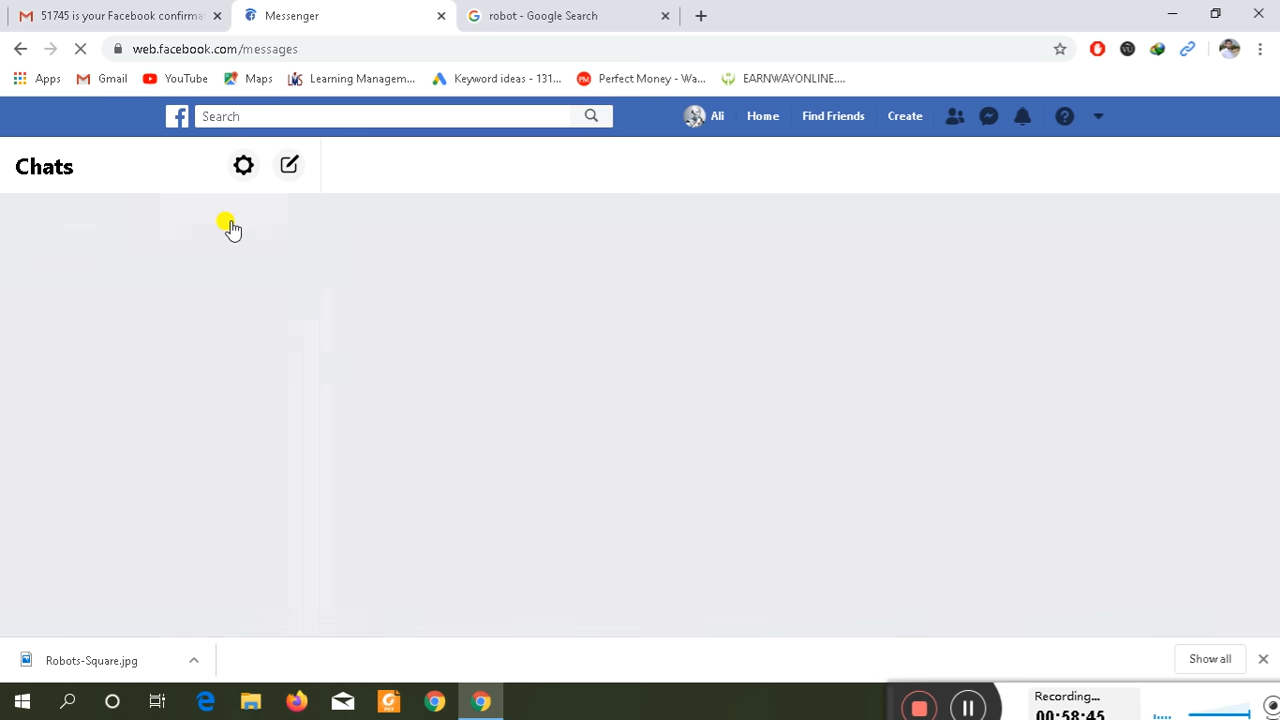 51745 is your Facebook confirma
Messenger
robot - Google Search
web.facebook.com/messages
Apps
Gmail
YouTube
Maps
Learning Managem...
Keyword ideas - 131...
Perfect Money - Wa...
EARNWAYONLINE....
Search
Ali
Home
Find Friends
Create
Chats
Robots-Square.jpg
Show all
Recording...
00:58:45